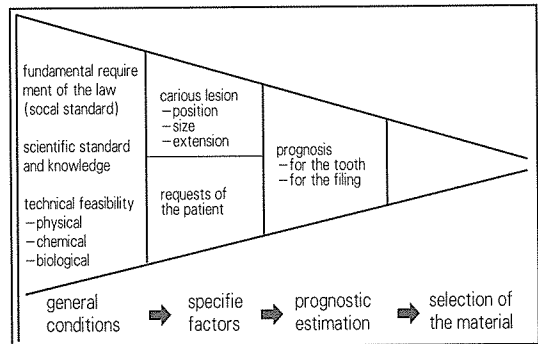 fundamental require
ment of the law
(socal standard)
scientific standard
and knowledge
technical feasibility
–physical
–chemical
–biological
carious lesion
–position
–size
–extension
requests of
the patient
prognosis
–for the tooth
–for the filing
general
conditions
specifie
factors
prognostic
estimation
selection of
the material